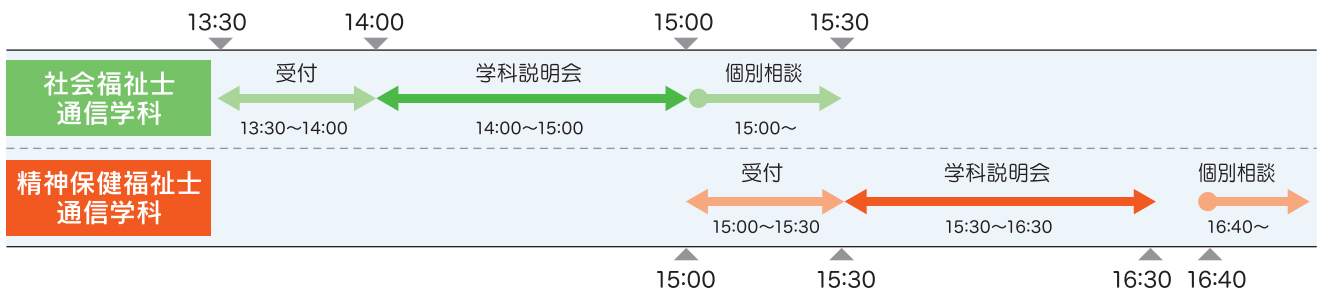 13:30 14:00 15:00 15:30
社会福祉士
通信学科
受付 学科説明会 個別相談
13:30〜14:00 14:00〜15:00 15:00〜
精神保健福祉士
通信学科
受付 学科説明会 個別相談
15:00〜15:30 15:30〜16:30 16:40〜
15:00 15:30 16:30 16:40